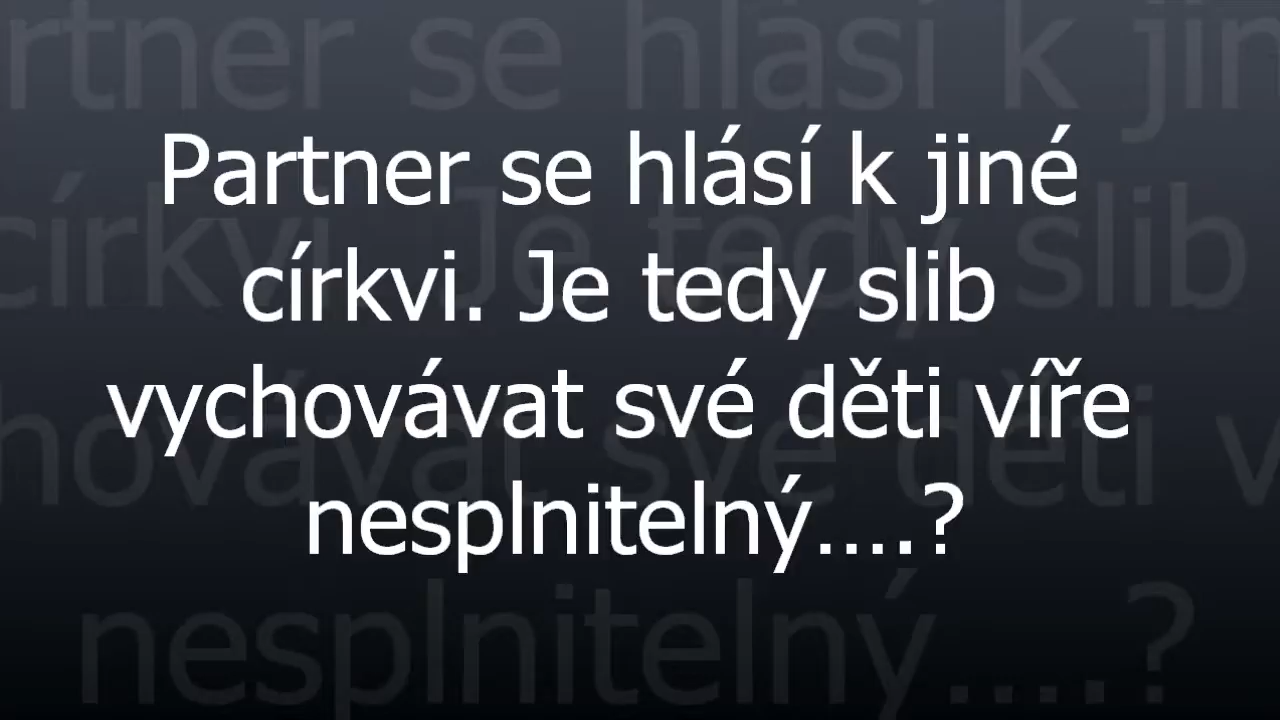 Partner se hlásí k jiné
církvi. Je tedy slib
vychovávat své děti víře
nesplnitelný....?